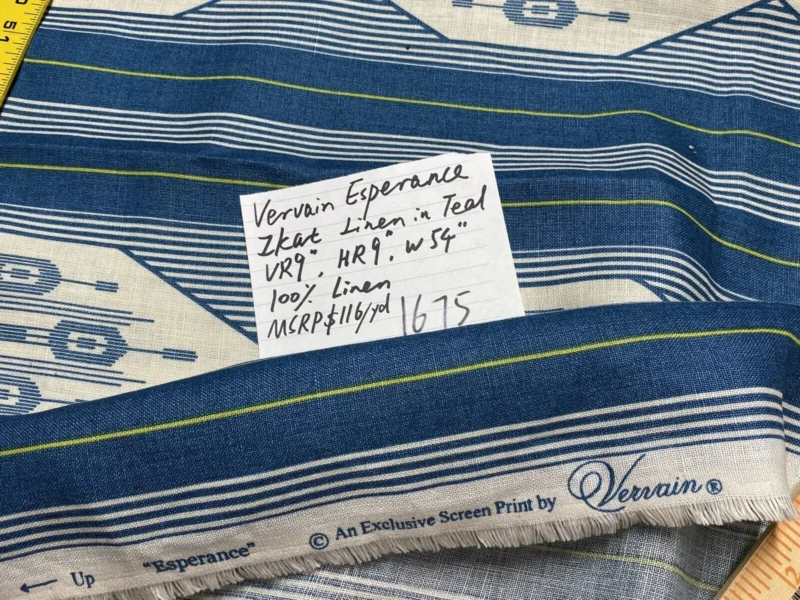 Vervain Esperance
Ikat Linen in Teal
VR9", HR9", W54"
100% Linen
MSRP$116/yd 1675
← Up "Esperance" © An Exclusive Screen Print by Vervain ®
51